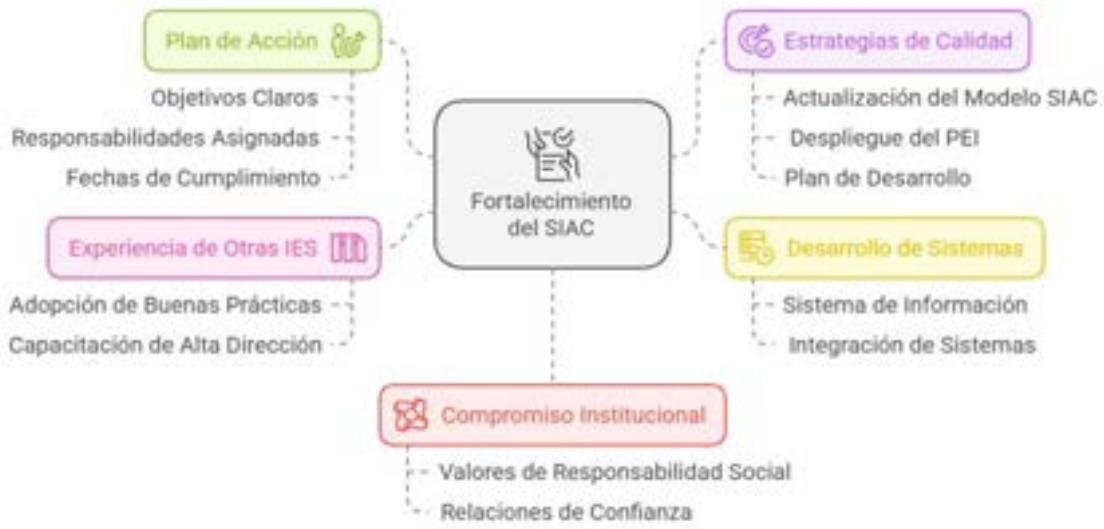 Plan de Acción
Objetivos Claros
Responsabilidades Asignadas
Fechas de Cumplimiento
Experiencia de Otras IES
Adopción de Buenas Prácticas
Capacitación de Alta Dirección
Fortalecimiento
del SIAC
Estrategias de Calidad
Actualización del Modelo SIAC
Despliegue del PEI
Plan de Desarrollo
Desarrollo de Sistemas
Sistema de Información
Integración de Sistemas
Compromiso Institucional
Valores de Responsabilidad Social
Relaciones de Confianza